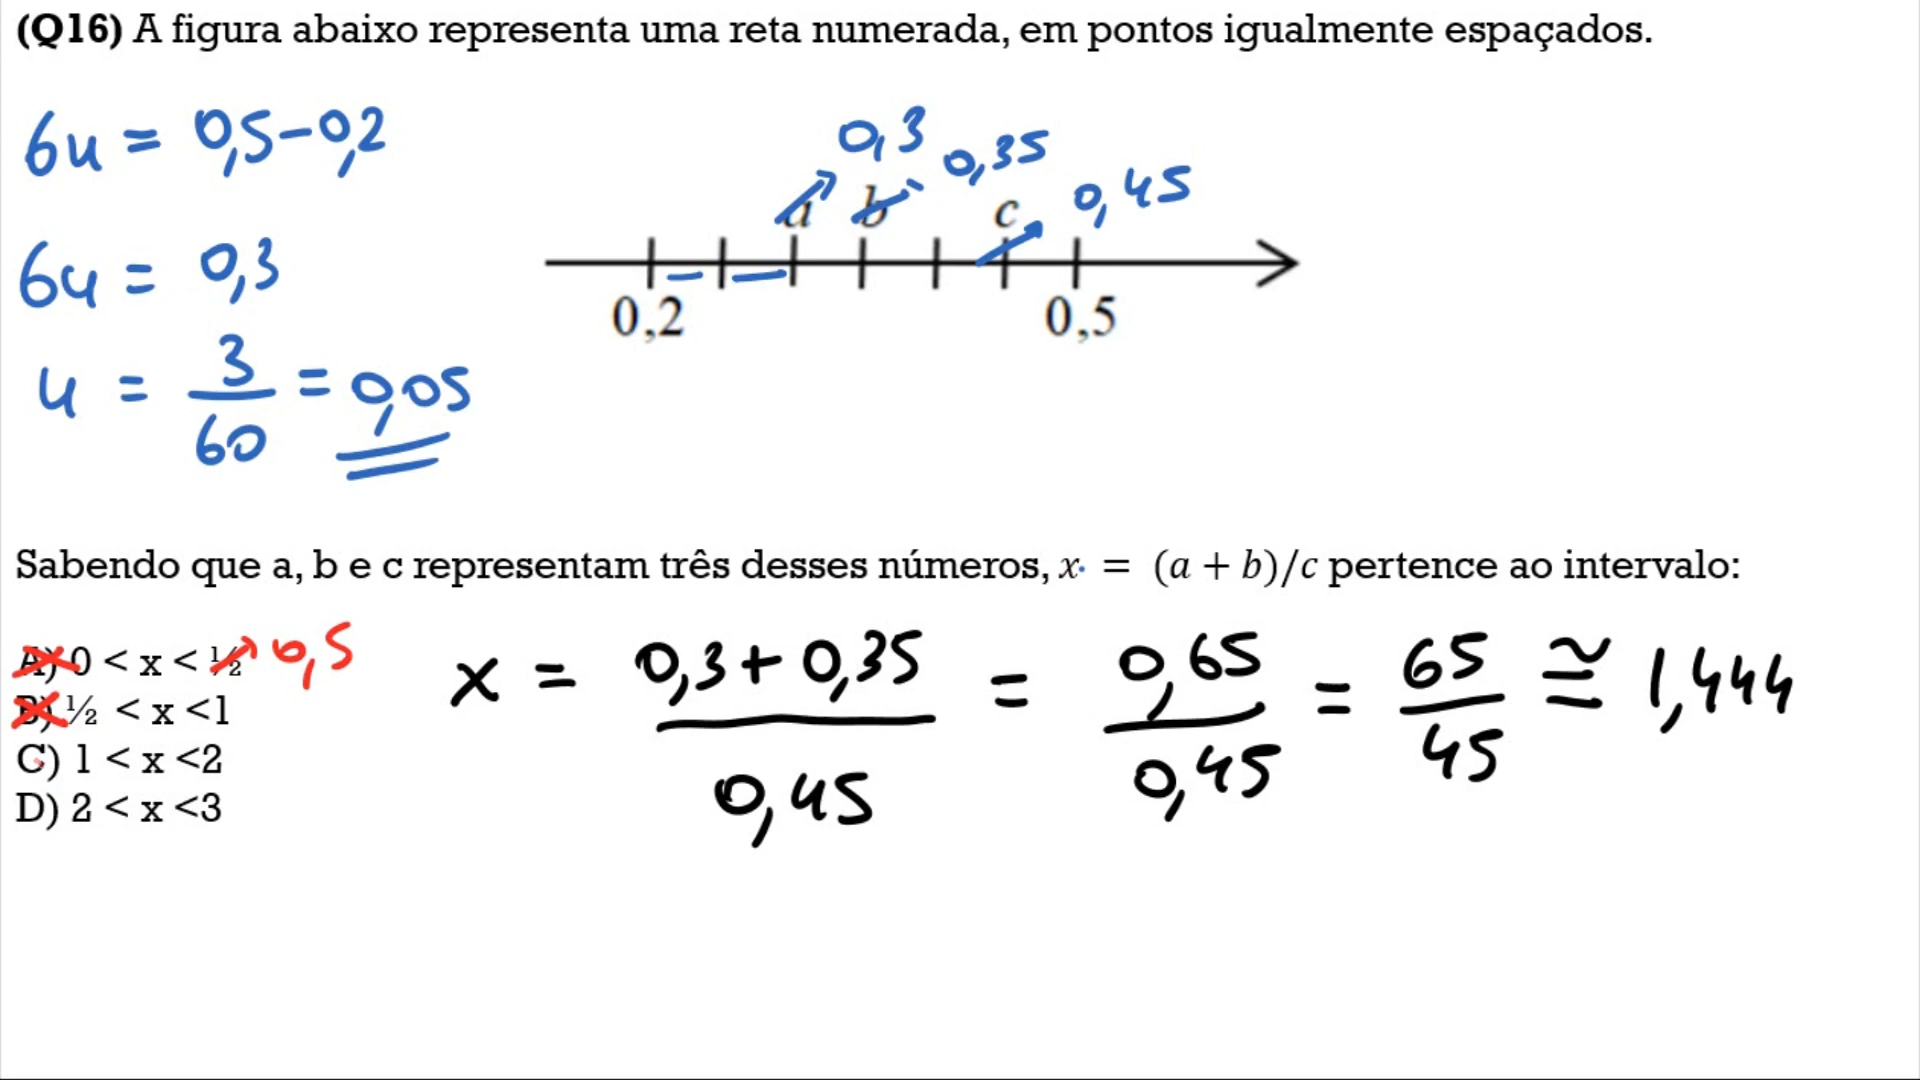 (Q16) A figura abaixo representa uma reta numerada, em pontos igualmente espaçados.
6u = 0,5-0,2
6u = 0,3
u = 3/60 = 0,05
0,3 0,35 0,45
a b c
0,2 0,5
Sabendo que a, b e c representam três desses números, x = (a + b)/c pertence ao intervalo:
A) 0 < x < ½ 0,5
B) ½ < x <1
C) 1 < x <2
D) 2 < x <3
x = 0,3+0,35/0,45 = 0,65/0,45 = 65/45 ≅ 1,444